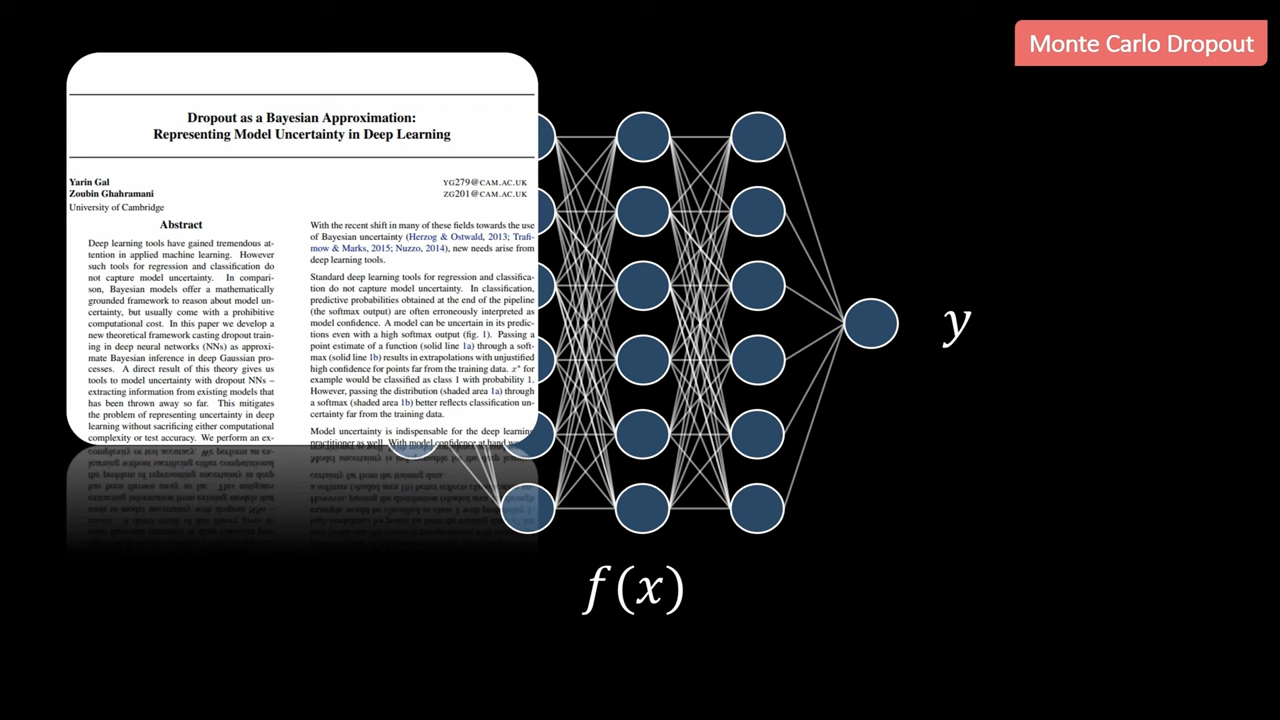 Monte Carlo Dropout
Dropout as a Bayesian Approximation:
Representing Model Uncertainty in Deep Learning
Yarin Gal
YG279@CAM.AC.UK
Zoubin Ghahramani
ZG201@CAM.AC.UK
University of Cambridge
Abstract
Deep learning tools have gained tremendous at-
tention in applied machine learning. However
such tools for regression and classification do
not capture model uncertainty. In compari-
son, Bayesian models offer a mathematically
grounded framework to reason about model un-
certainty, but usually come with a prohibitive
computational cost. In this paper we develop a
new theoretical framework casting dropout train-
ing in deep neural networks (NNs) as approxi-
mate Bayesian inference in deep Gaussian pro-
cesses. A direct result of this theory gives us
tools to model uncertainty with dropout NNs –
extracting information from existing models that
has been thrown away so far. This mitigates
the problem of representing uncertainty in deep
learning without sacrificing either computational
complexity or test accuracy. We perform an ex-
With the recent shift in many of these fields towards the use
of Bayesian uncertainty (Herzog & Ostwald, 2013; Trafi-
mow & Marks, 2015; Nuzzo, 2014), new needs arise from
deep learning tools.
Standard deep learning tools for regression and classifica-
tion do not capture model uncertainty. In classification,
predictive probabilities obtained at the end of the pipeline
(the softmax output) are often erroneously interpreted as
model confidence. A model can be uncertain in its predic-
tions even with a high softmax output (fig. 1). Passing a
point estimate of a function (solid line 1a) through a soft-
max (solid line 1b) results in extrapolations with unjustified
high confidence for points far from the training data. x* for
example would be classified as class 1 with probability 1.
However, passing the distribution (shaded area 1a) through
a softmax (shaded area 1b) better reflects classification un-
certainty far from the training data.
Model uncertainty is indispensable for the deep learning
practitioner as well. With model confidence at hand
y
f(x)